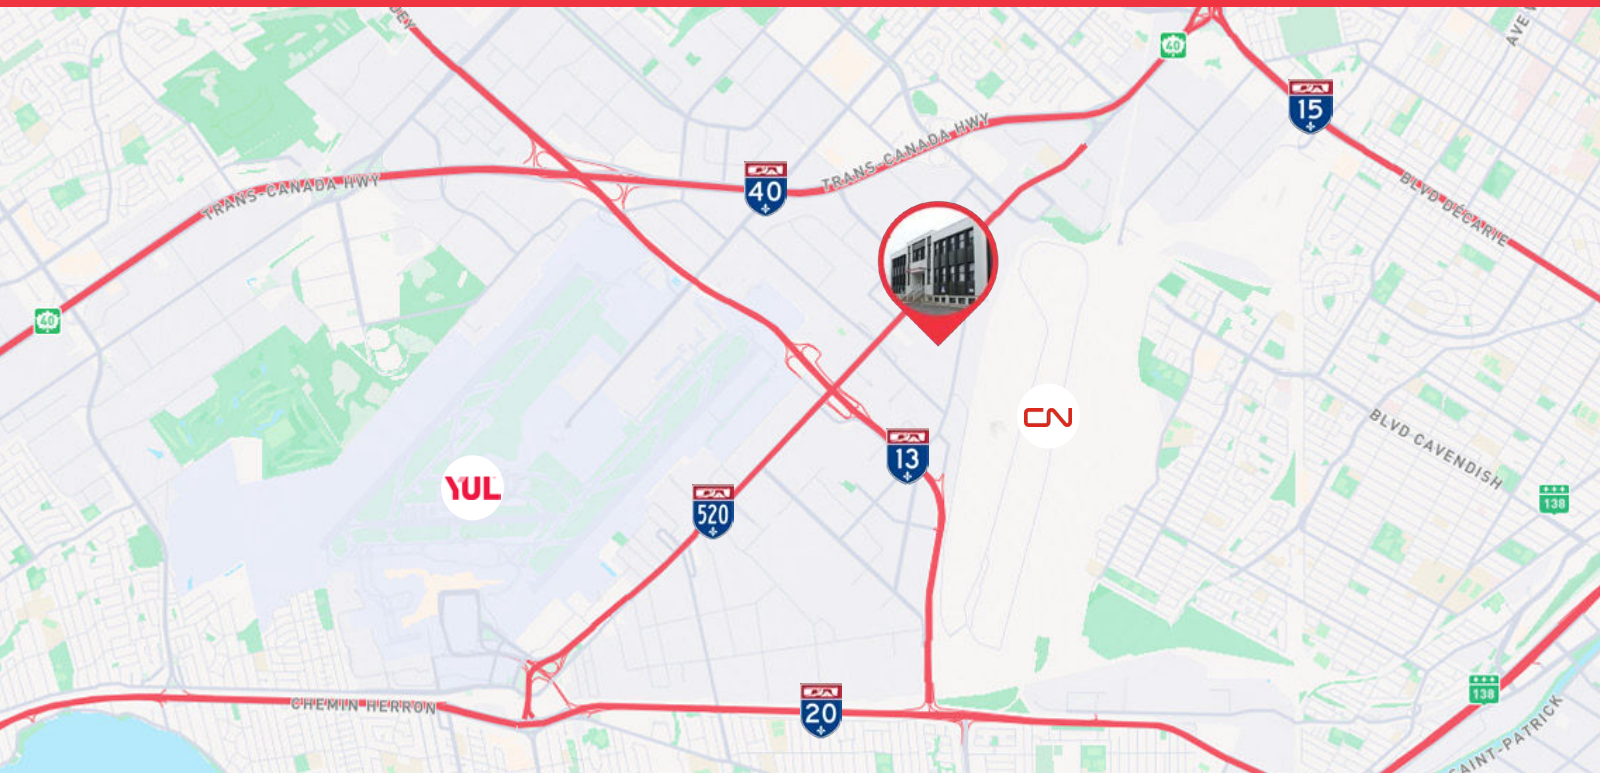 AVE
40
15
TRANS-CANADA HWY
40
TRANS-CANADA HWY
BLVD DÉCARIE
40
CN
BLVD CAVENDISH
13
YUL
520
138
138
CHEMIN HERRON
20
SAINT-PATRICK